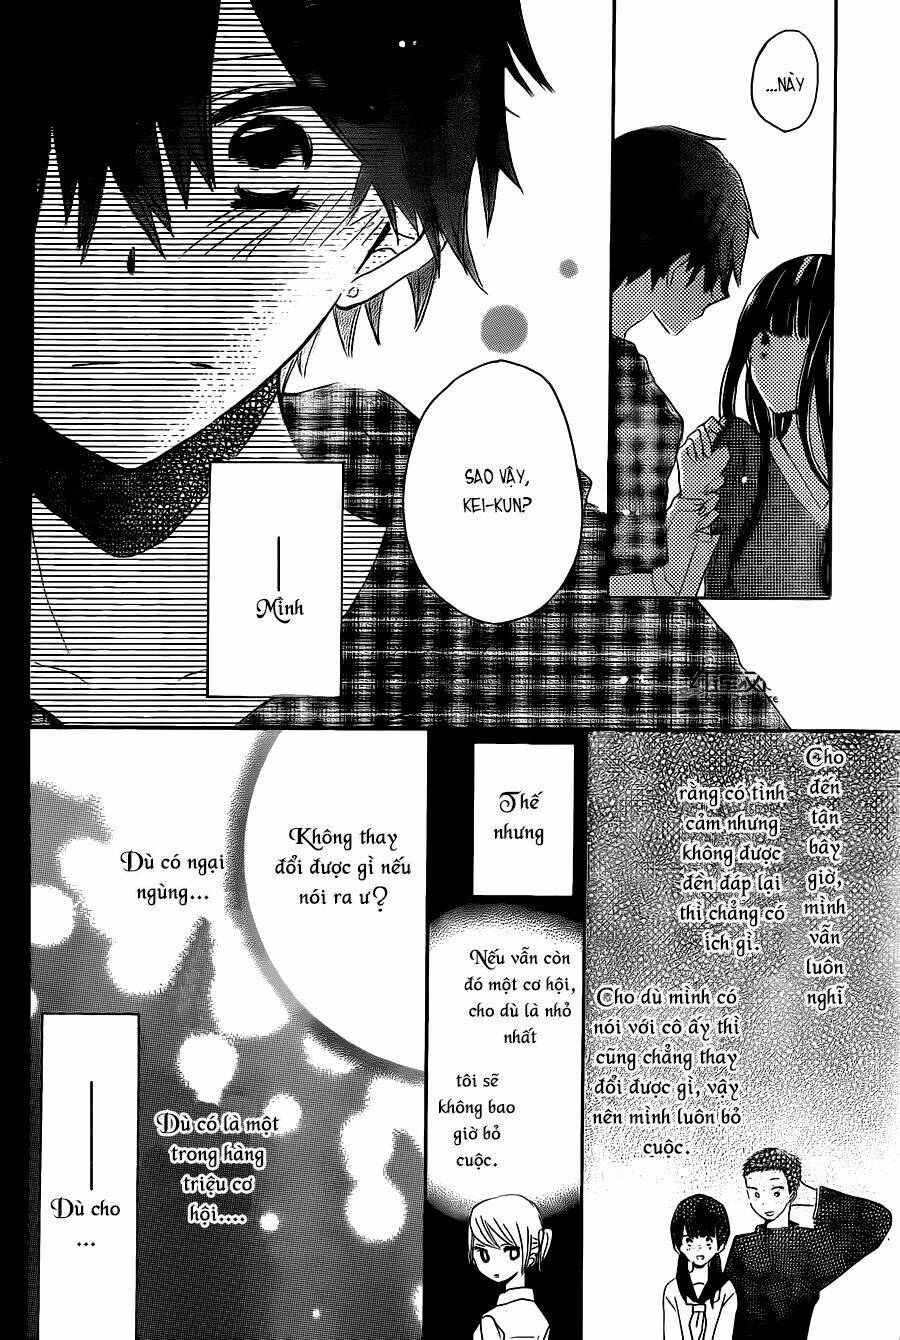 ...NÀY
SAO VẬY,
KEI-KUN?
Mình
Cho
đến
tận
bây
giờ,
mình
vẫn
luôn
nghĩ
ràng có tình
cảm nhưng
không được
đền đáp lại
thì chẳng có
ích gì.
Cho dù mình có
nói với cô ấy thì
cũng chẳng thay
đổi được gì, vậy
nên mình luôn bỏ
cuộc.
Thế
nhưng
Nếu vẫn còn
đó một cơ hội,
cho dù là nhỏ
nhất
tôi sẽ
không bao
giờ bỏ
cuộc.
Không thay
đổi được gì nếu
nói ra ư?
Dù có ngại
ngùng...
Dù có là một
trong hàng
triệu cơ
hội....
Dù cho
...